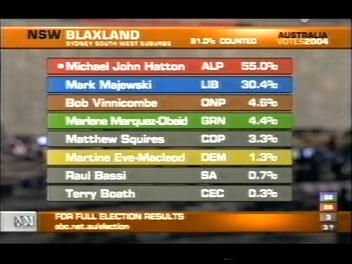 NSW BLAXLAND
SYDNEY SOUTH WEST SUBURBS
81.0% COUNTED
AUSTRALIA
VOTES2004
Michael John Hatton ALP 55.0%
Mark Majewski LIB 30.4%
Bob Vinnicombe ONP 4.6%
Marlene Marquez-Obeid GRN 4.4%
Matthew Squires CDP 3.3%
Martine Eve-Macleod DEM 1.3%
Raul Bassi SA 0.7%
Terry Boath CEC 0.3%
FOR FULL ELECTION RESULTS
abc.net.au/election